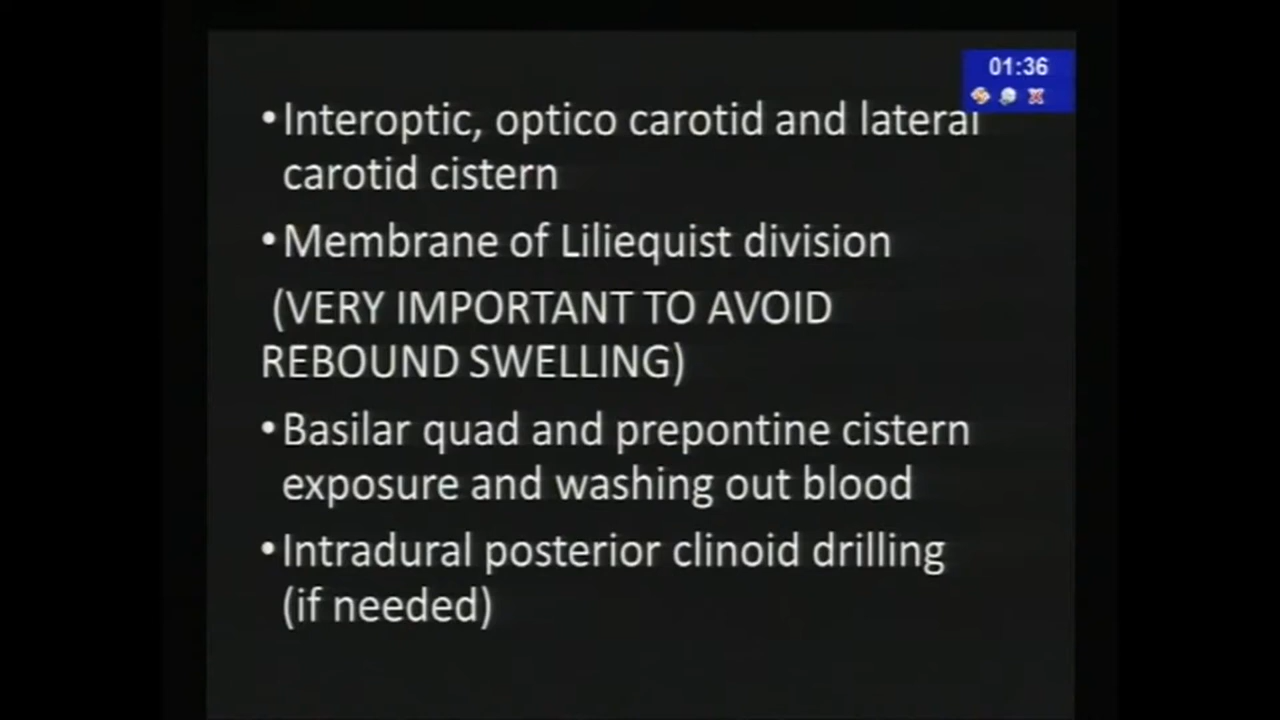 01:36
•Interoptic, optico carotid and lateral
carotid cistern
•Membrane of Liliequist division
(VERY IMPORTANT TO AVOID
REBOUND SWELLING)
•Basilar quad and prepontine cistern
exposure and washing out blood
•Intradural posterior clinoid drilling
(if needed)